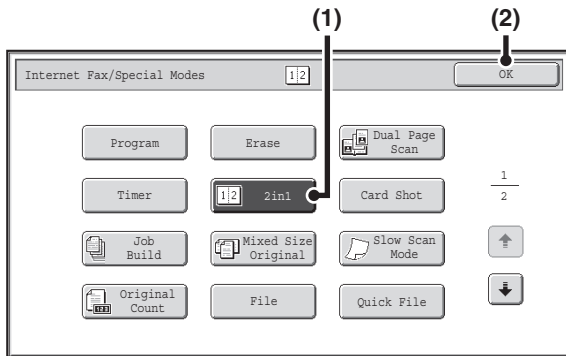 (1) (2)
Internet Fax/Special Modes 1 2 OK
Program Erase Dual Page
Scan
Timer 1 2 2in1 Card Shot 1
2
Job
Build Mixed Size
Original Slow Scan
Mode
Original
Count File Quick File
123